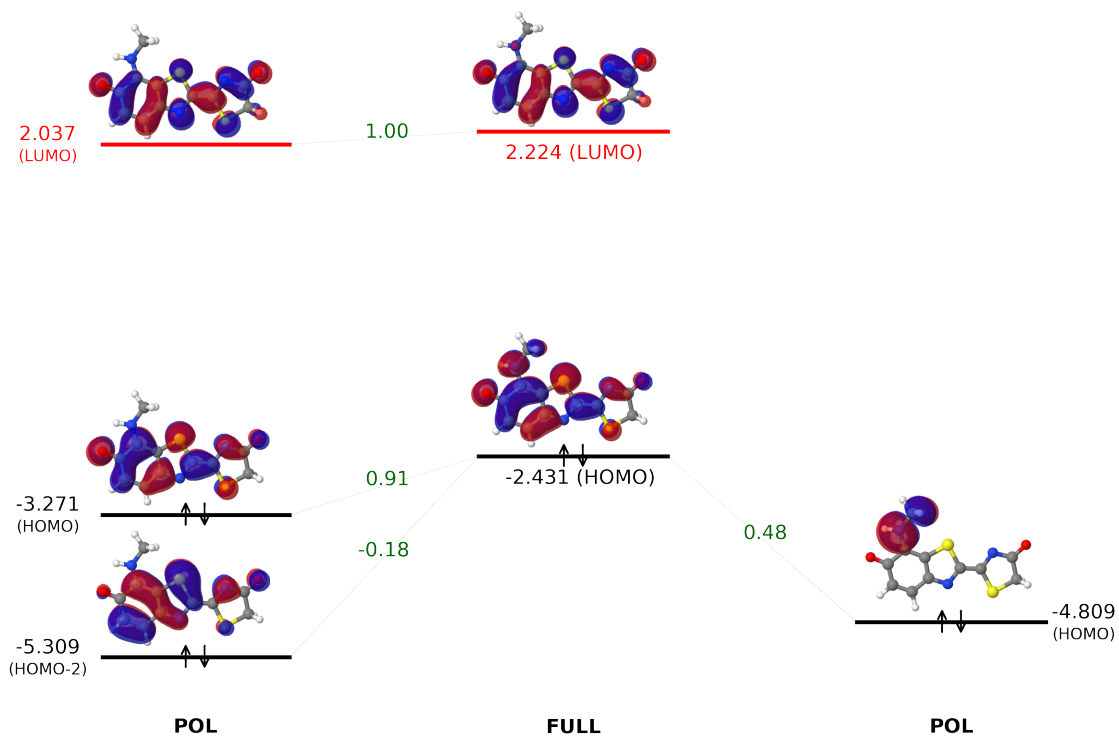 2.037
(LUMO)
1.00
2.224 (LUMO)
0.91
-2.431 (HOMO)
-3.271
(HOMO)
-0.18
0.48
-4.809
(HOMO)
-5.309
(HOMO-2)
POL
FULL
POL